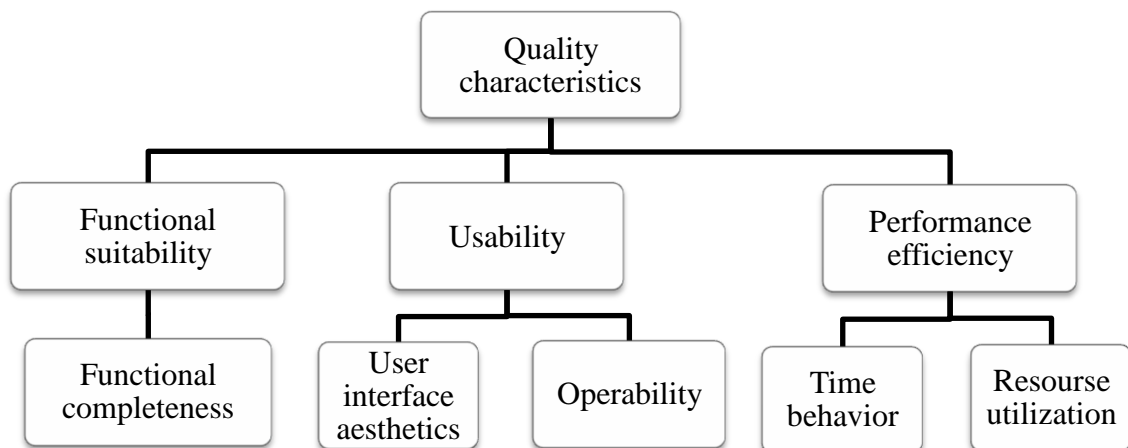 Quality
characteristics
Functional
suitability
Usability
Performance
efficiency
Functional
completeness
User
interface
aesthetics
Operability
Time
behavior
Resourse
utilization